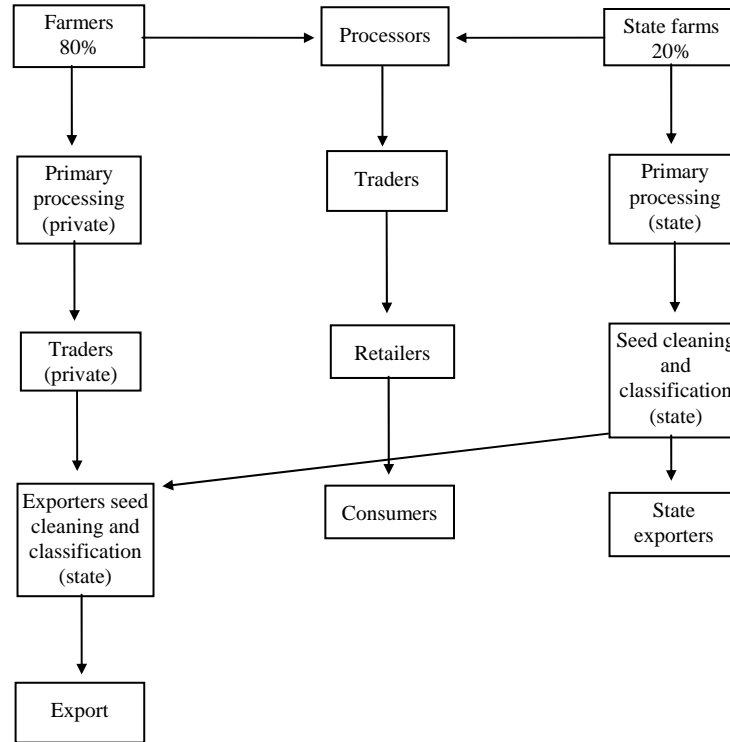 Farmers
80%
Processors
State farms
20%
Primary
processing
(private)
Traders
Primary
processing
(state)
Traders
(private)
Retailers
Seed cleaning
and
classification
(state)
Exporters seed
cleaning and
classification
(state)
Consumers
State
exporters
Export